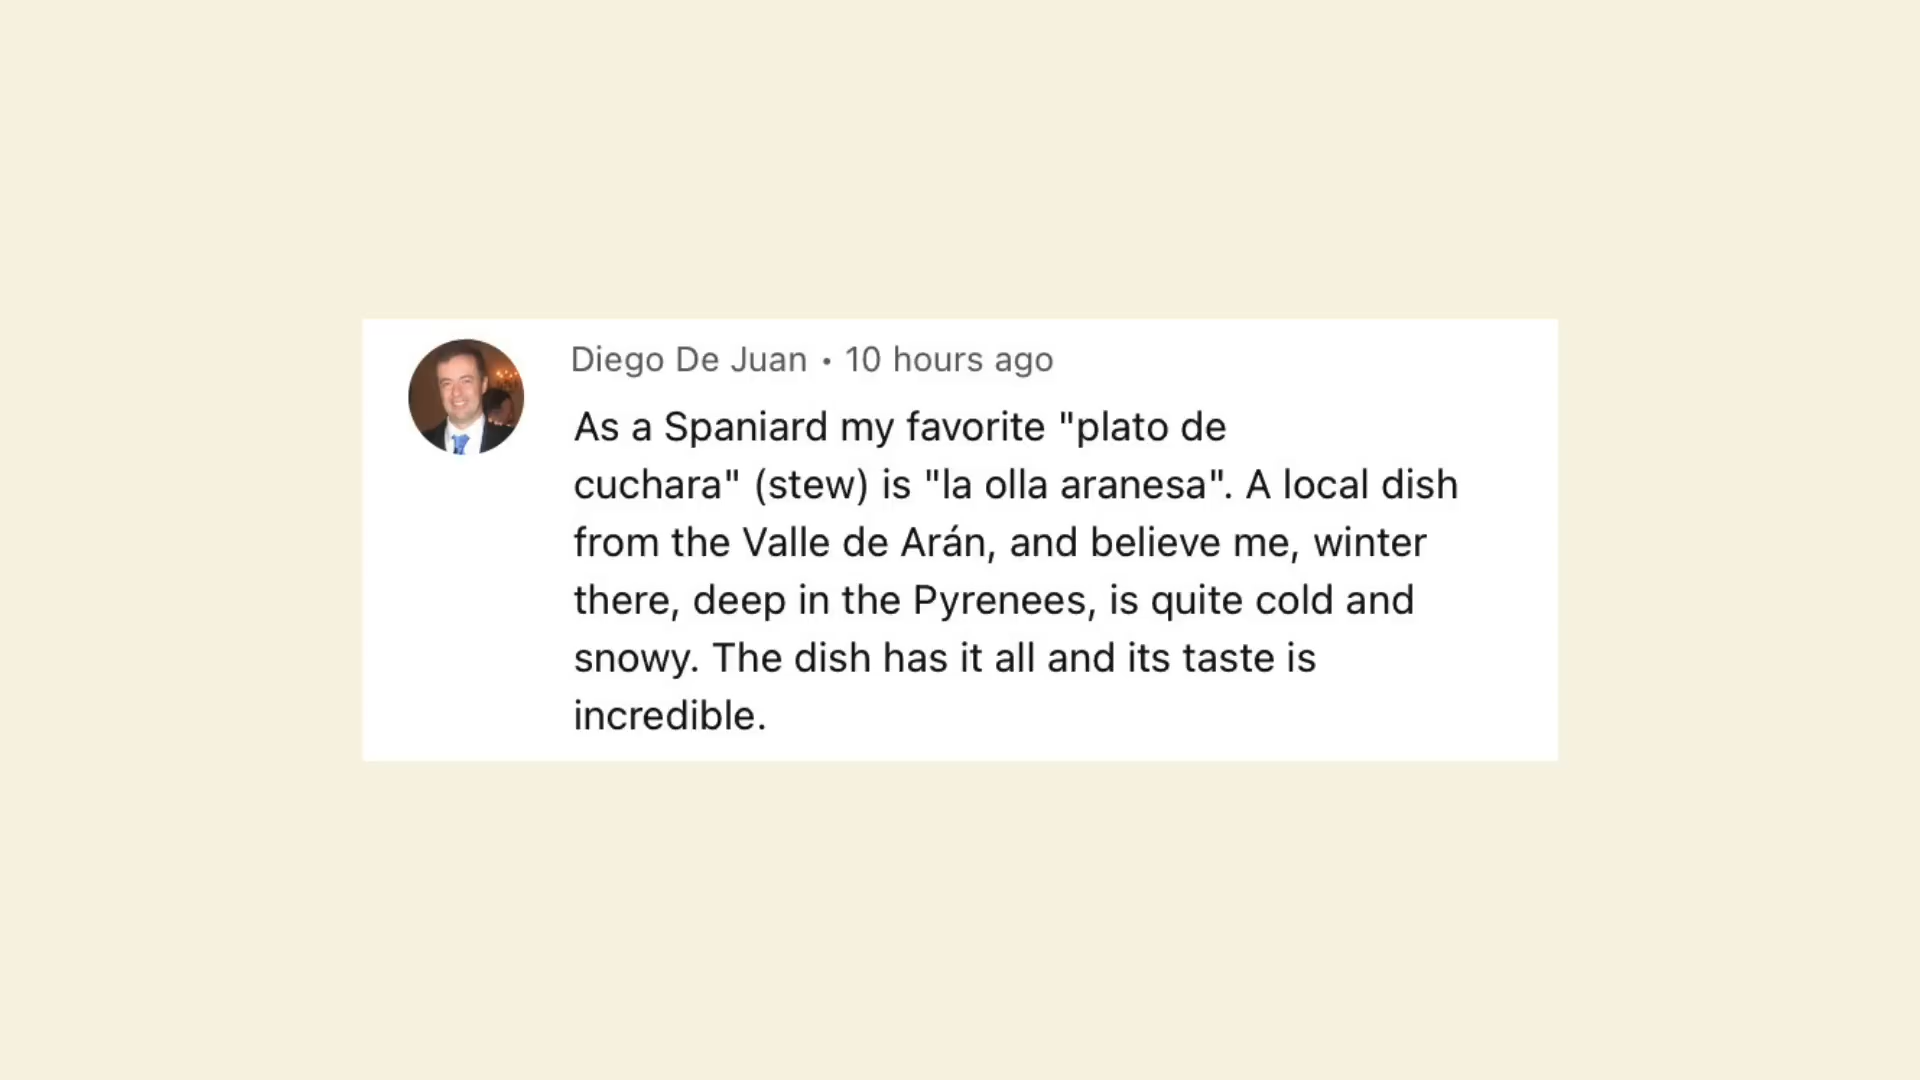 Diego De Juan • 10 hours ago
As a Spaniard my favorite "plato de
cuchara" (stew) is "la olla aranesa". A local dish
from the Valle de Arán, and believe me, winter
there, deep in the Pyrenees, is quite cold and
snowy. The dish has it all and its taste is
incredible.